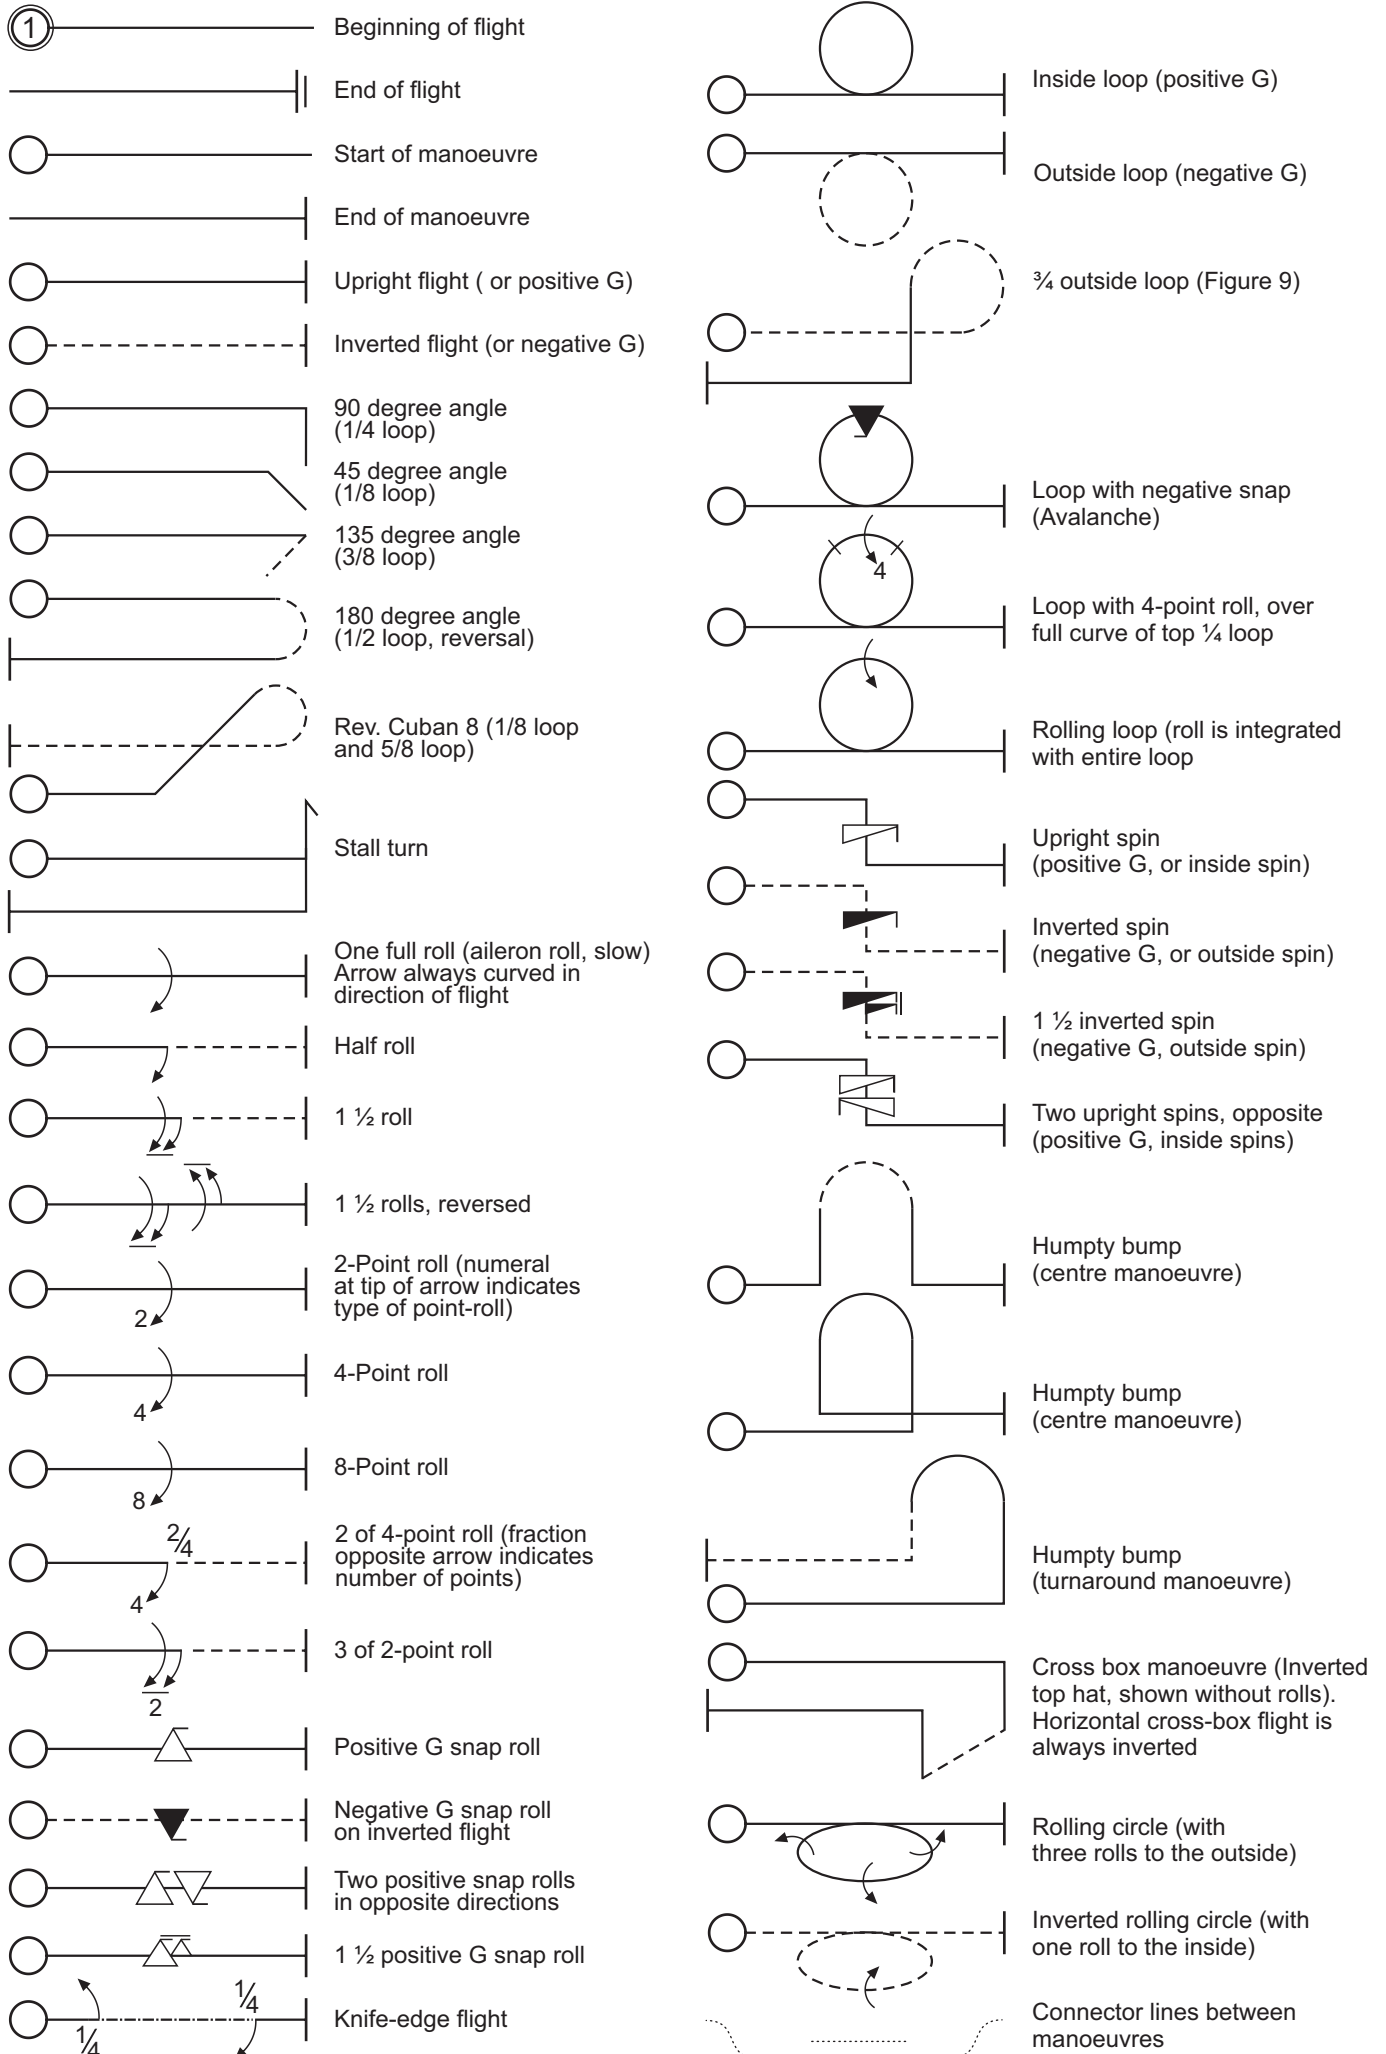 1
Beginning of flight
End of flight
Start of manoeuvre
End of manoeuvre
Upright flight ( or positive G)
Inverted flight (or negative G)
90 degree angle
(1/4 loop)
45 degree angle
(1/8 loop)
135 degree angle
(3/8 loop)
180 degree angle
(1/2 loop, reversal)
Rev. Cuban 8 (1/8 loop
and 5/8 loop)
Stall turn
One full roll (aileron roll, slow)
Arrow always curved in
direction of flight
Half roll
1 ½ roll
1 ½ rolls, reversed
2-Point roll (numeral
at tip of arrow indicates
type of point-roll)
2
4-Point roll
4
8-Point roll
8
2/4
2 of 4-point roll (fraction
opposite arrow indicates
number of points)
4
3 of 2-point roll
2
Positive G snap roll
Negative G snap roll
on inverted flight
Two positive snap rolls
in opposite directions
1 ½ positive G snap roll
¼
Knife-edge flight
¼
Inside loop (positive G)
Outside loop (negative G)
¾ outside loop (Figure 9)
Loop with negative snap
(Avalanche)
4
Loop with 4-point roll, over
full curve of top ¼ loop
Rolling loop (roll is integrated
with entire loop
Upright spin
(positive G, or inside spin)
Inverted spin
(negative G, or outside spin)
1 ½ inverted spin
(negative G, outside spin)
Two upright spins, opposite
(positive G, inside spins)
Humpty bump
(centre manoeuvre)
Humpty bump
(centre manoeuvre)
Humpty bump
(turnaround manoeuvre)
Cross box manoeuvre (Inverted
top hat, shown without rolls).
Horizontal cross-box flight is
always inverted
Rolling circle (with
three rolls to the outside)
Inverted rolling circle (with
one roll to the inside)
Connector lines between
manoeuvres